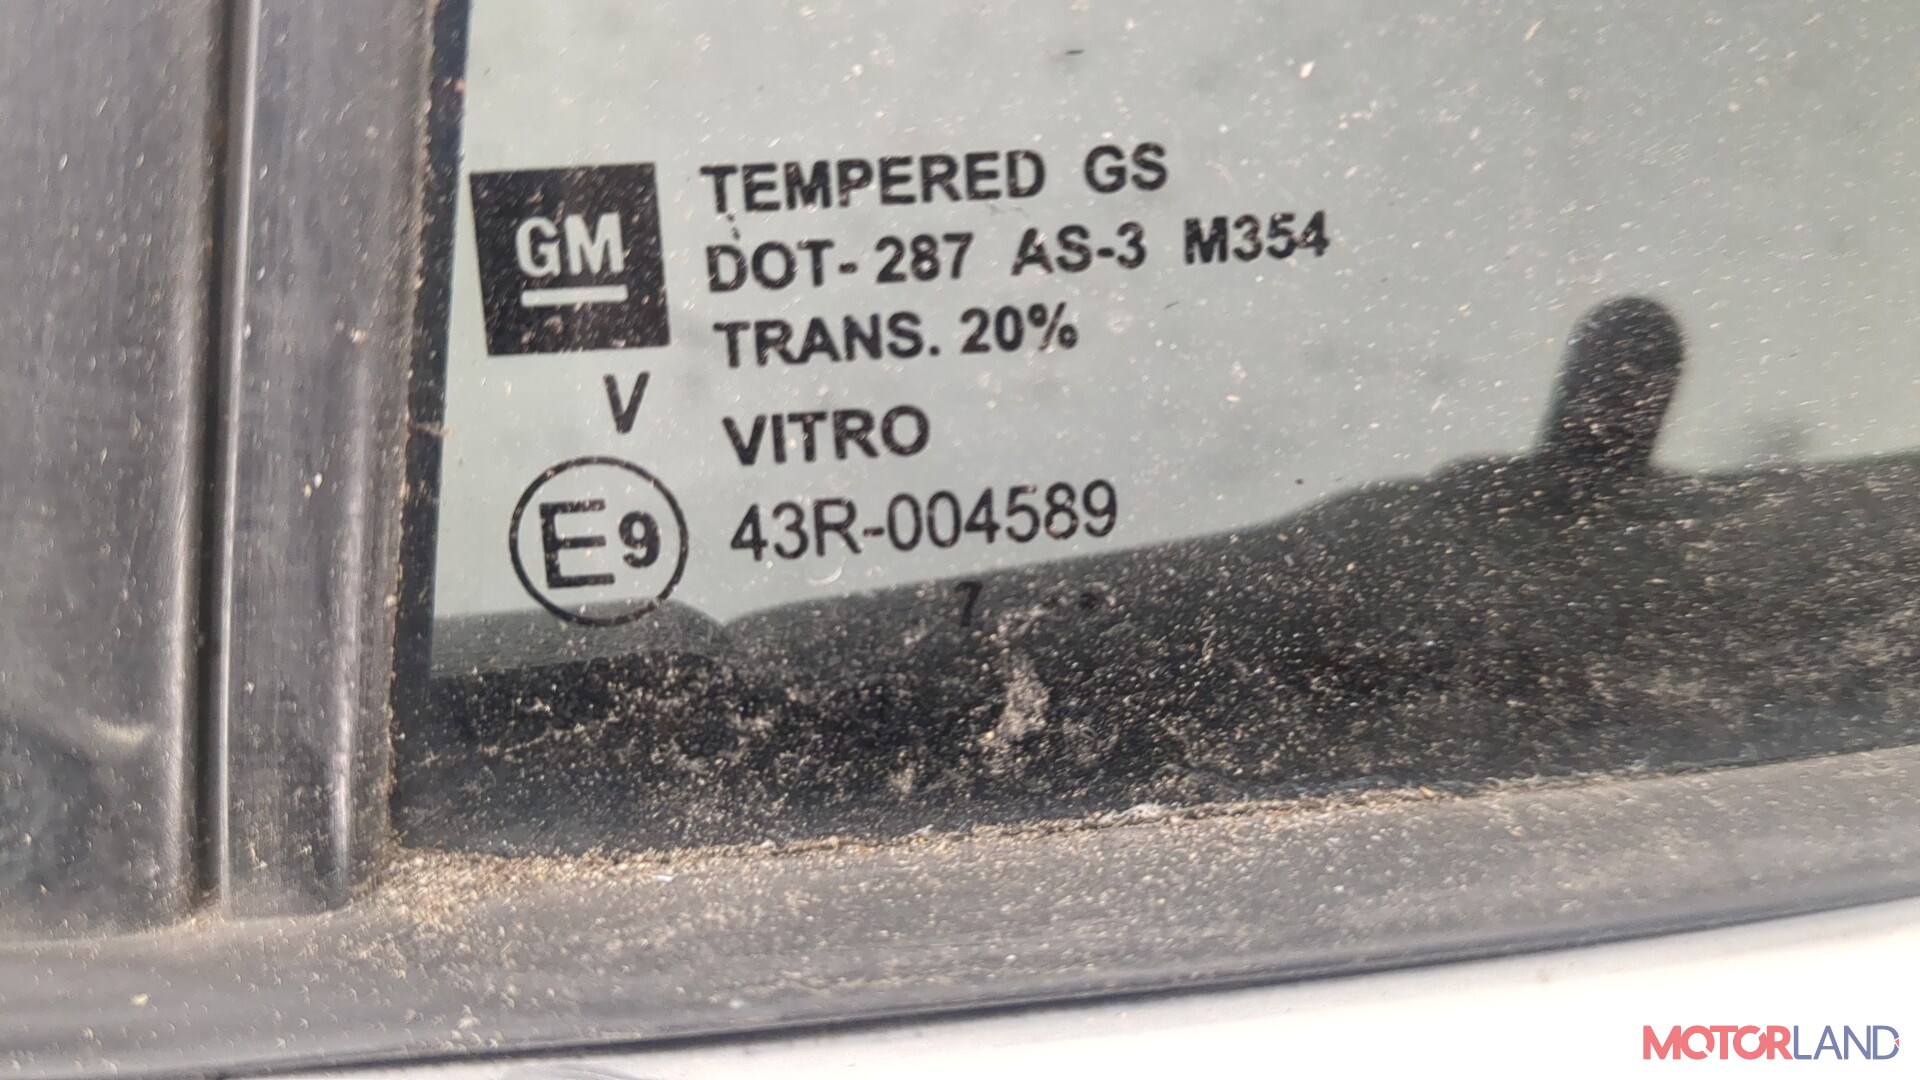 GM
TEMPERED GS
DOT-287 AS-3 M354
TRANS. 20%
V
VITRO
E9
43R-004589
7
MOTORLAND